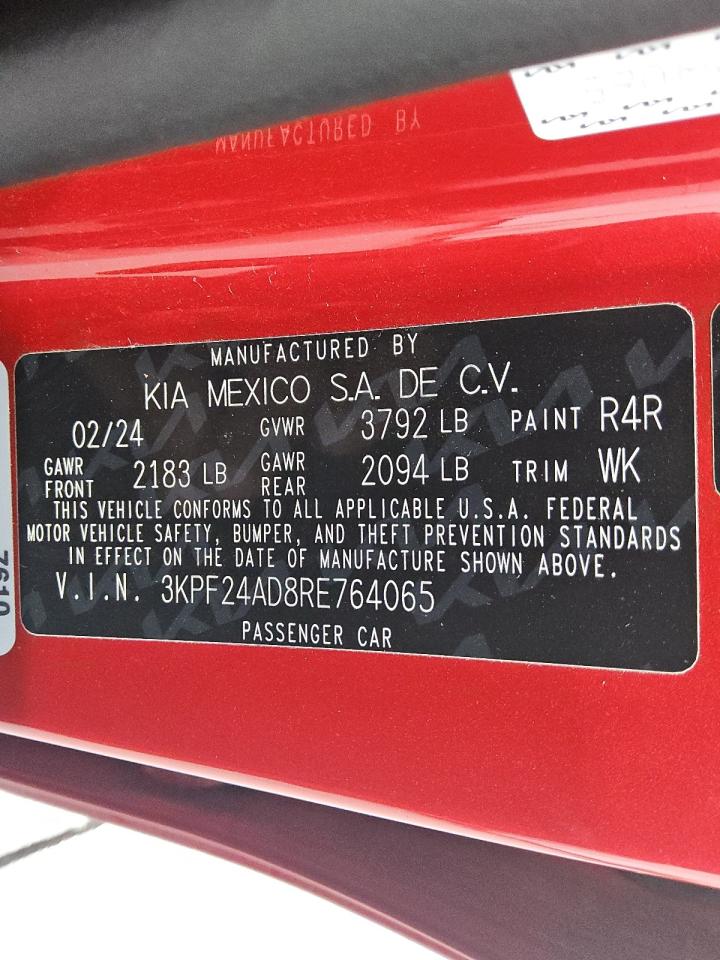 MANUFACTURED BY
MANUFACTURED BY
KIA MEXICO S.A. DE C.V.
02/24 GVWR 3792 LB PAINT R4R
GAWR FRONT 2183 LB GAWR REAR 2094 LB TRIM WK
THIS VEHICLE CONFORMS TO ALL APPLICABLE U.S.A. FEDERAL
MOTOR VEHICLE SAFETY, BUMPER, AND THEFT PREVENTION STANDARDS
IN EFFECT ON THE DATE OF MANUFACTURE SHOWN ABOVE.
V.I.N. 3KPF24AD8RE764065
PASSENGER CAR